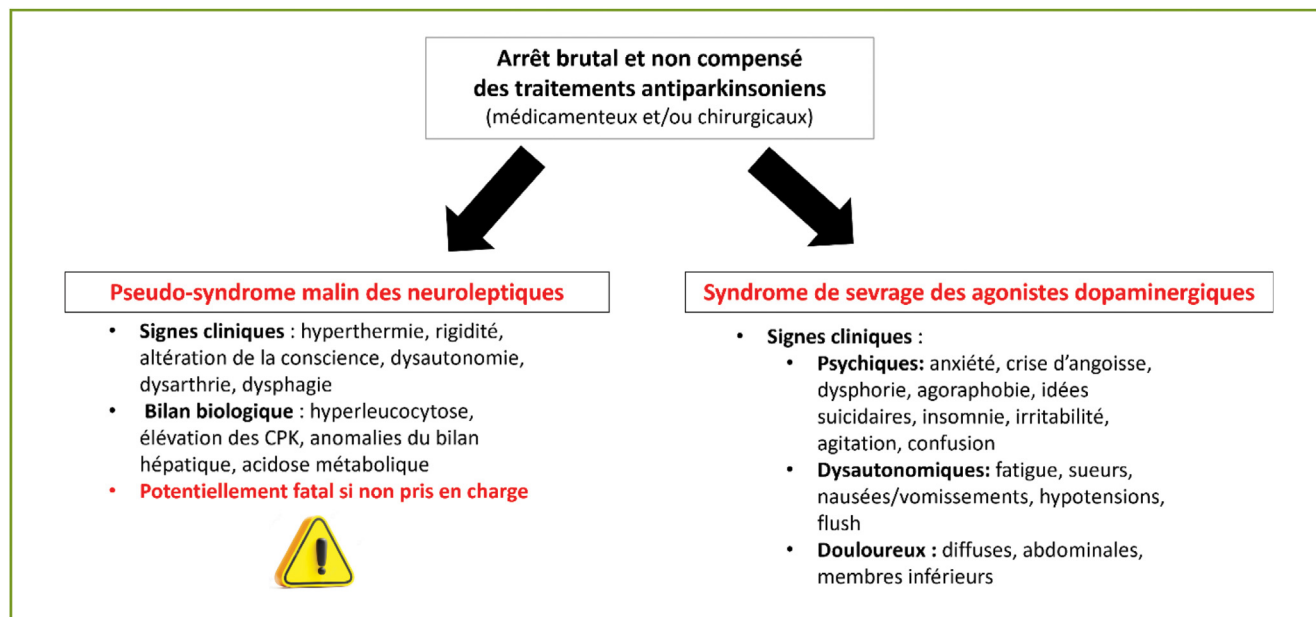 Arrêt brutal et non compensé
des traitements antiparkinsoniens
(médicamenteux et/ou chirurgicaux)
Pseudo-syndrome malin des neuroleptiques
• Signes cliniques : hyperthermie, rigidité,
altération de la conscience, dysautonomie,
dysarthrie, dysphagie
• Bilan biologique : hyperleucocytose,
élévation des CPK, anomalies du bilan
hépatique, acidose métabolique
• Potentiellement fatal si non pris en charge
!
Syndrome de sevrage des agonistes dopaminergiques
• Signes cliniques :
• Psychiques: anxiété, crise d’angoisse,
dysphorie, agoraphobie, idées
suicidaires, insomnie, irritabilité,
agitation, confusion
• Dysautonomiques: fatigue, sueurs,
nausées/vomissements, hypotensions,
flush
• Douloureux : diffuses, abdominales,
membres inférieurs